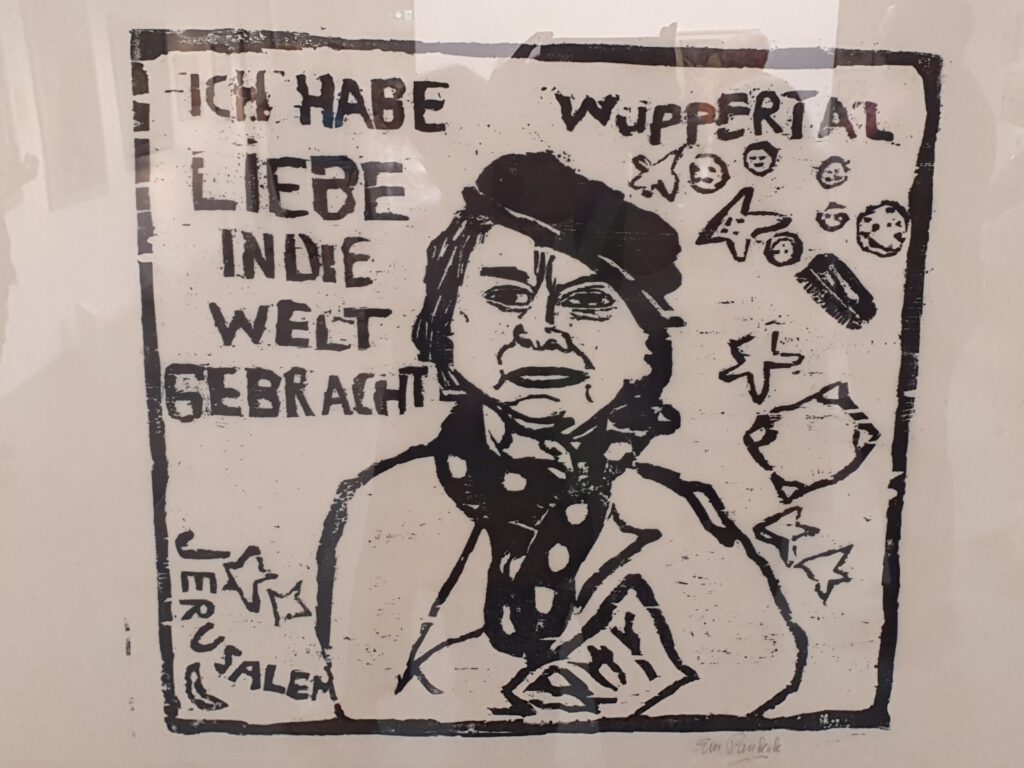 ICH HABE
LIEBE
IN DIE
WELT
GEBRACHT
WUPPERTAL
JERUSALEM